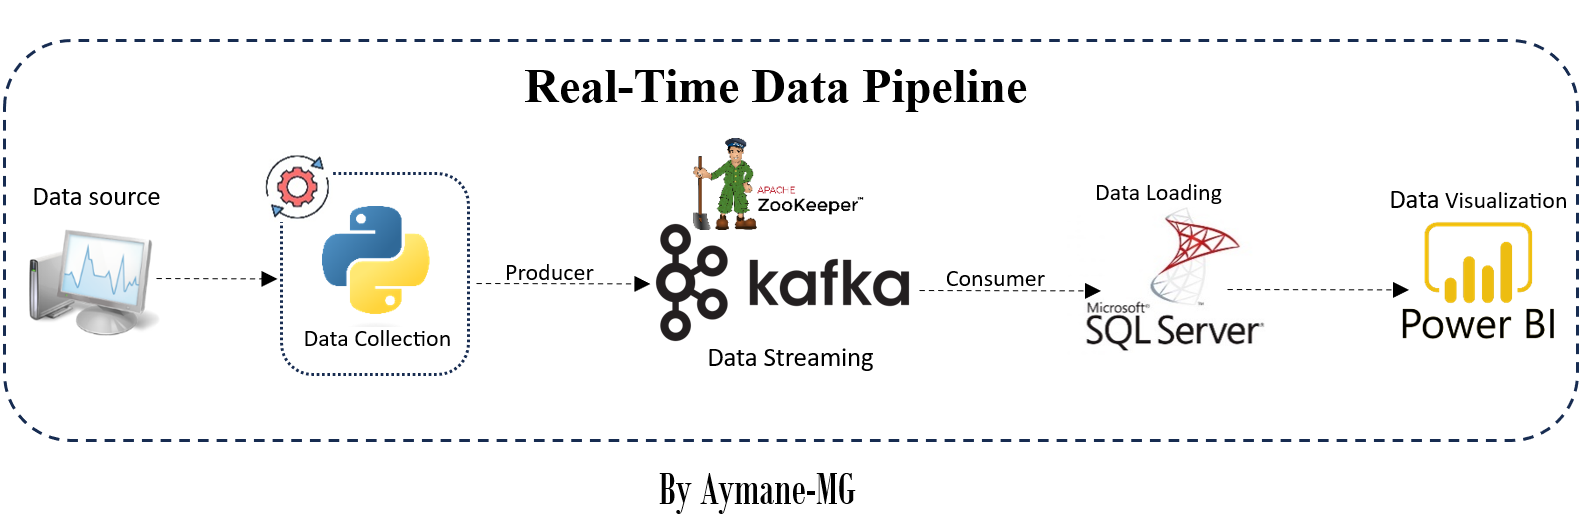 Real-Time Data Pipeline
Data source
Data Collection
Producer
APACHE
ZooKeeper™
kafka
Data Streaming
Consumer
Data Loading
Microsoft®
SQL Server®
Data Visualization
Power BI
By Aymane-MG